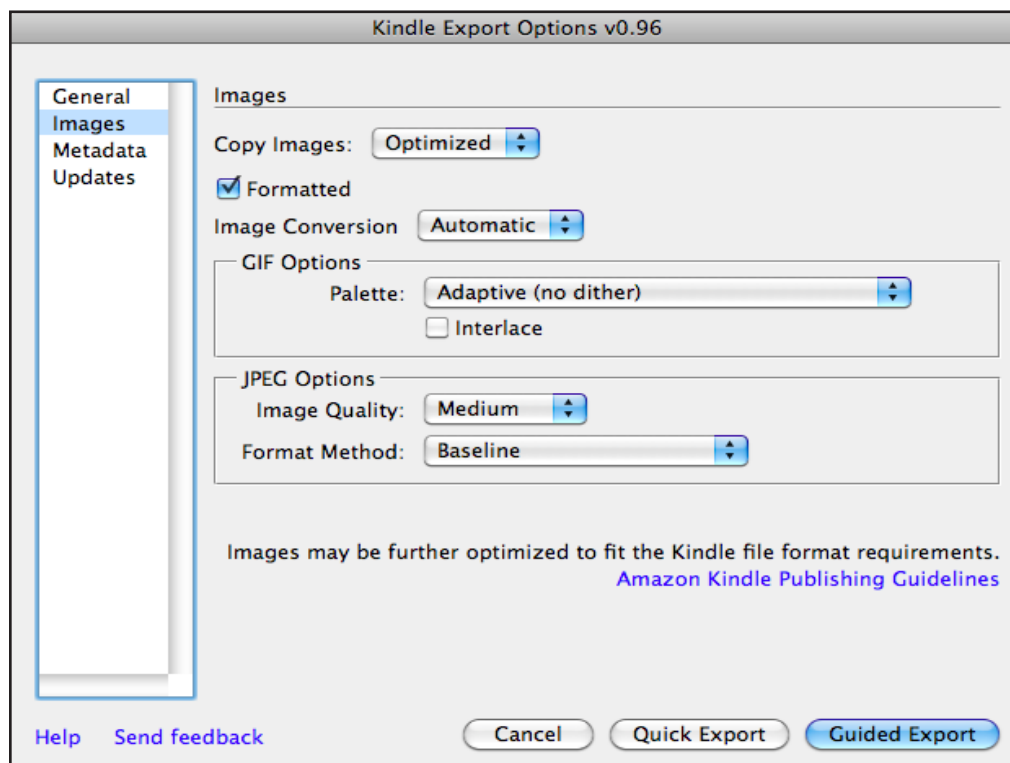 Kindle Export Options v0.96
General
Images
Metadata
Updates
Images
Copy Images: Optimized
Formatted
Image Conversion Automatic
GIF Options
Palette: Adaptive (no dither)
Interlace
JPEG Options
Image Quality: Medium
Format Method: Baseline
Images may be further optimized to fit the Kindle file format requirements.
Amazon Kindle Publishing Guidelines
Help Send feedback Cancel Quick Export Guided Export